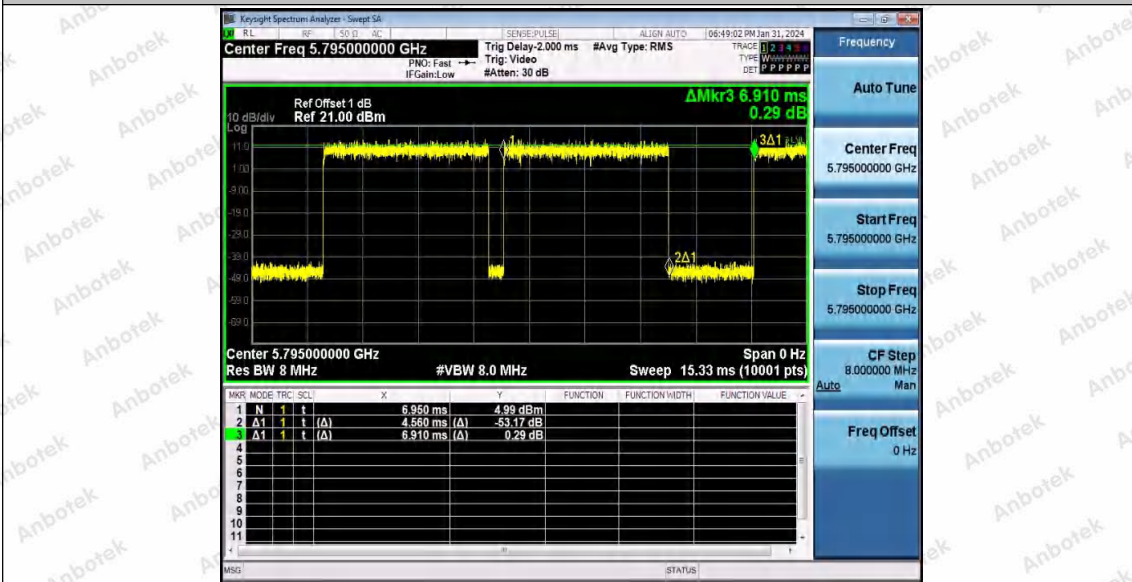 Keysight Spectrum Analyzer - Swept SA
RL RF 50 Ω AC SENSE:PULSE ALIGN AUTO 06:49:02 PM Jan 31, 2024
Center Freq 5.795000000 GHz
PNO: Fast
IFGain:Low
Trig Delay-2.000 ms
Trig: Video
#Atten: 30 dB
#Avg Type: RMS
TRACE 1 2 3 4 5 6
TYPE WWWWWW
DET P P P P P P
Ref Offset 1 dB
10 dB/div Ref 21.00 dBm
Log
ΔMkr3 6.910 ms
0.29 dB
11.0
1.00
-9.00
-19.0
-29.0
-39.0
-49.0
-59.0
-69.0
1
2Δ1
3Δ1
Center 5.795000000 GHz Span 0 Hz
Res BW 8 MHz #VBW 8.0 MHz Sweep 15.33 ms (10001 pts)
MKR MODE TRC SCL X Y FUNCTION FUNCTION WIDTH FUNCTION VALUE
1 N 1 t 6.950 ms 4.99 dBm
2 Δ1 1 t (Δ) 4.560 ms (Δ) -53.17 dB
3 Δ1 1 t (Δ) 6.910 ms (Δ) 0.29 dB
4
5
6
7
8
9
10
11
MSG STATUS
Frequency
Auto Tune
Center Freq
5.795000000 GHz
Start Freq
5.795000000 GHz
Stop Freq
5.795000000 GHz
CF Step
8.000000 MHz
Auto Man
Freq Offset
0 Hz
Anbotek